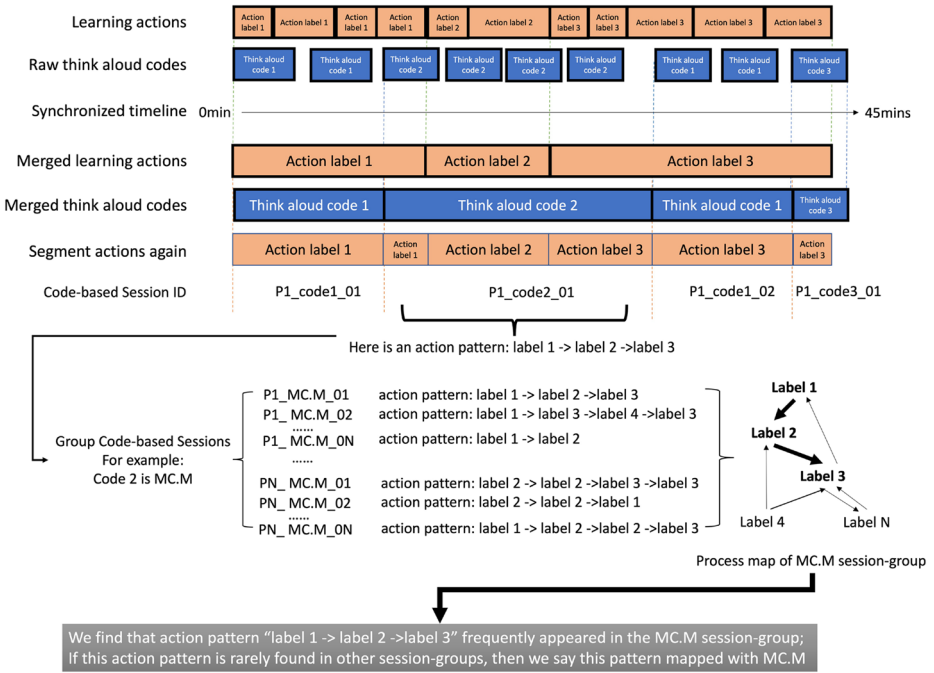 Learning actions
Action label 1 Action label 1 Action label 1 Action label 1 Action label 2 Action label 2 Action label 3 Action label 3 Action label 3 Action label 3 Action label 3
Raw think aloud codes
Think aloud code 1 Think aloud code 1 Think aloud code 2 Think aloud code 2 Think aloud code 2 Think aloud code 2 Think aloud code 1 Think aloud code 1 Think aloud code 3
Synchronized timeline 0min 45mins
Merged learning actions Action label 1 Action label 2 Action label 3
Merged think aloud codes Think aloud code 1 Think aloud code 2 Think aloud code 1 Think aloud code 3
Segment actions again Action label 1 Action label 1 Action label 2 Action label 3 Action label 3 Action label 3
Code-based Session ID P1_code1_01 P1_code2_01 P1_code1_02 P1_code3_01
Here is an action pattern: label 1 -> label 2 ->label 3
Group Code-based Sessions
For example:
Code 2 is MC.M
P1_MC.M_01 action pattern: label 1 -> label 2 ->label 3
P1_ MC.M_02 action pattern: label 1 -> label 3 ->label 4 ->label 3
......
P1_ MC.M_0N action pattern: label 1 -> label 2
......
PN_ MC.M_01 action pattern: label 2 -> label 2 ->label 3 ->label 3
PN_ MC.M_02 action pattern: label 2 -> label 2 ->label 1
......
PN_ MC.M_0N action pattern: label 1 -> label 2 ->label 2 ->label 3
Label 1
Label 2
Label 3
Label 4 Label N
Process map of MC.M session-group
We find that action pattern “label 1 -> label 2 ->label 3” frequently appeared in the MC.M session-group;
If this action pattern is rarely found in other session-groups, then we say this pattern mapped with MC.M